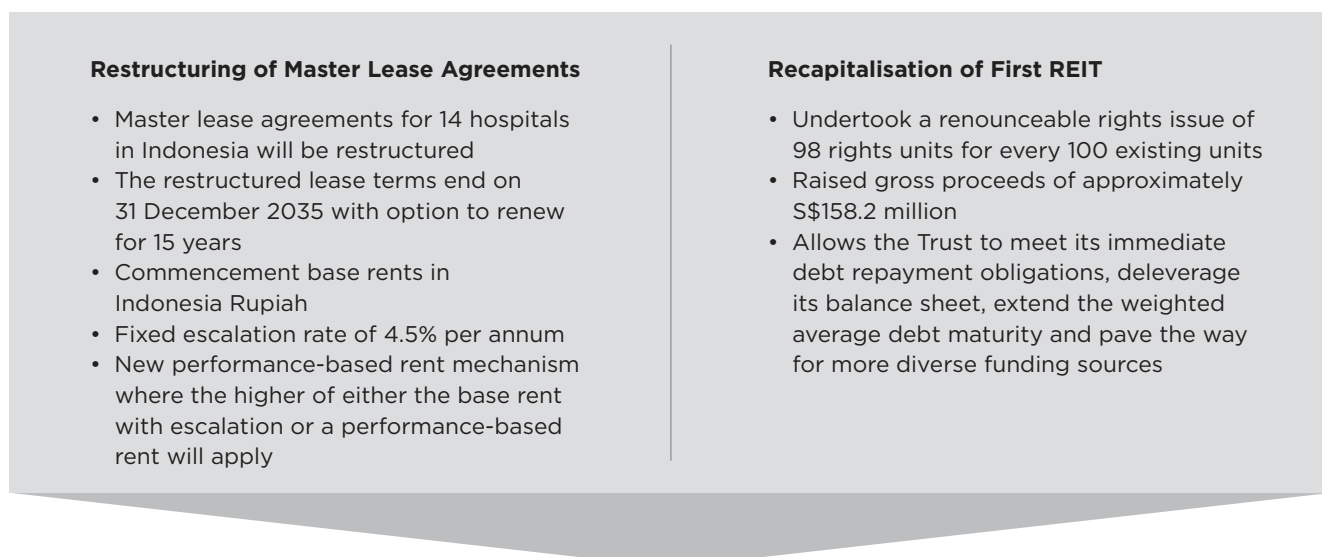 Restructuring of Master Lease Agreements
• Master lease agreements for 14 hospitals
in Indonesia will be restructured
• The restructured lease terms end on
31 December 2035 with option to renew
for 15 years
• Commencement base rents in
Indonesia Rupiah
• Fixed escalation rate of 4.5% per annum
• New performance-based rent mechanism
where the higher of either the base rent
with escalation or a performance-based
rent will apply
Recapitalisation of First REIT
• Undertook a renounceable rights issue of
98 rights units for every 100 existing units
• Raised gross proceeds of approximately
S$158.2 million
• Allows the Trust to meet its immediate
debt repayment obligations, deleverage
its balance sheet, extend the weighted
average debt maturity and pave the way
for more diverse funding sources